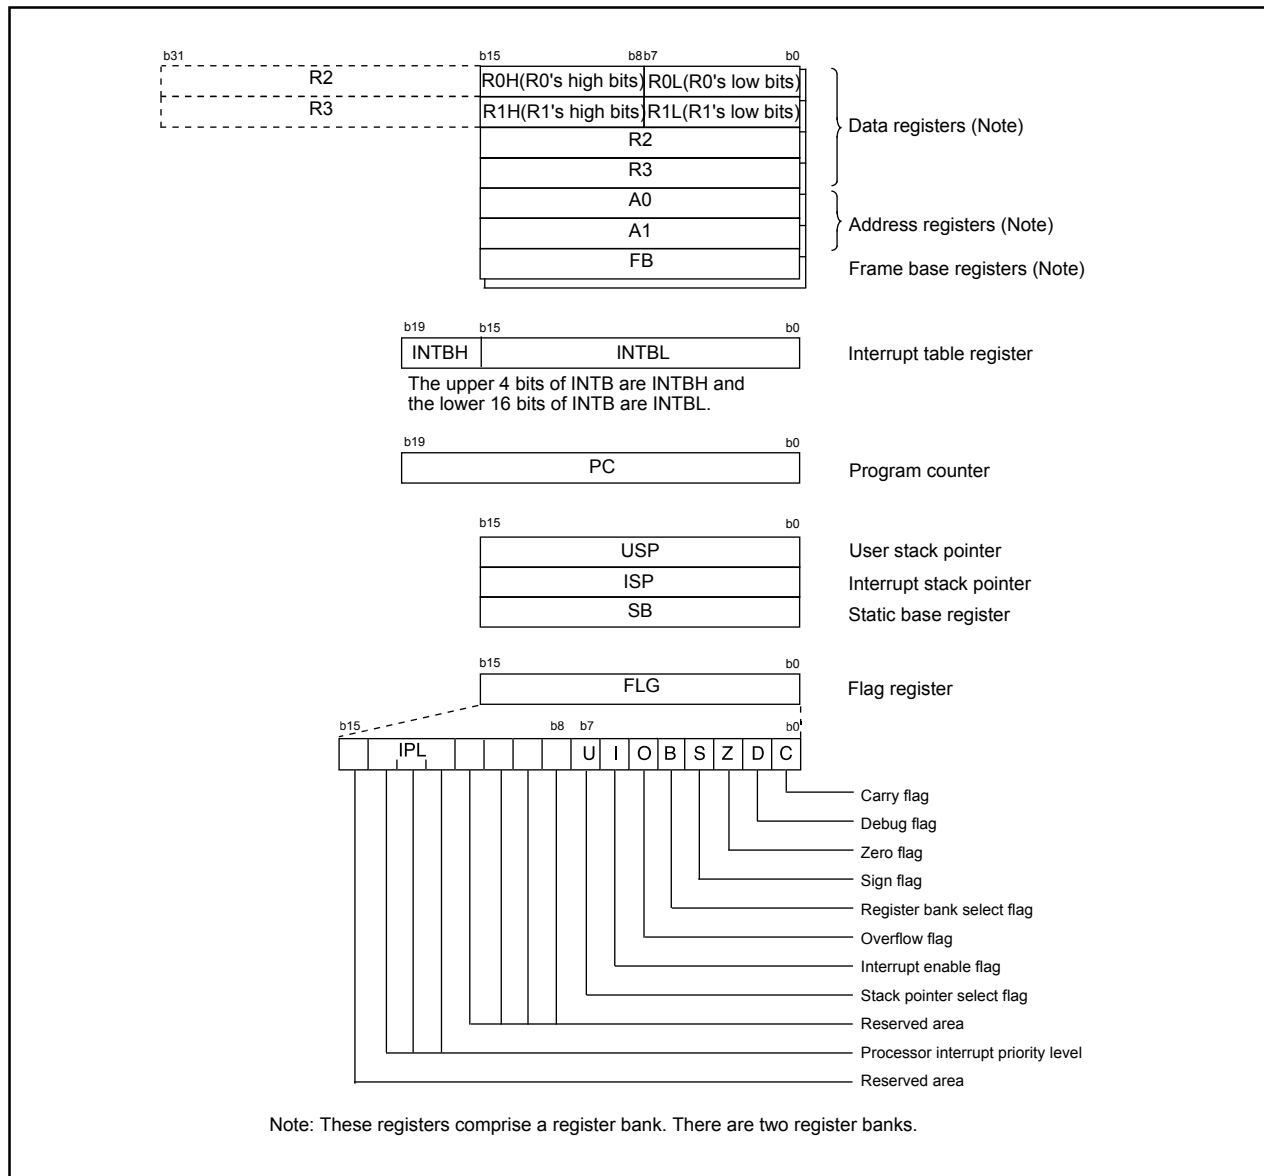 b31 b15 b8 b7 b0
R2 R0H(R0's high bits) R0L(R0's low bits)
R3 R1H(R1's high bits) R1L(R1's low bits)
Data registers (Note)
R2
R3
A0
A1
Address registers (Note)
FB
Frame base registers (Note)
b19 b15 b0
INTBH INTBL Interrupt table register
The upper 4 bits of INTB are INTBH and
the lower 16 bits of INTB are INTBL.
b19 b0
PC Program counter
b15 b0
USP User stack pointer
ISP Interrupt stack pointer
SB Static base register
b15 b0
FLG Flag register
b15 b8 b7 b0
IPL U I O B S Z D C
Carry flag
Debug flag
Zero flag
Sign flag
Register bank select flag
Overflow flag
Interrupt enable flag
Stack pointer select flag
Reserved area
Processor interrupt priority level
Reserved area
Note: These registers comprise a register bank. There are two register banks.